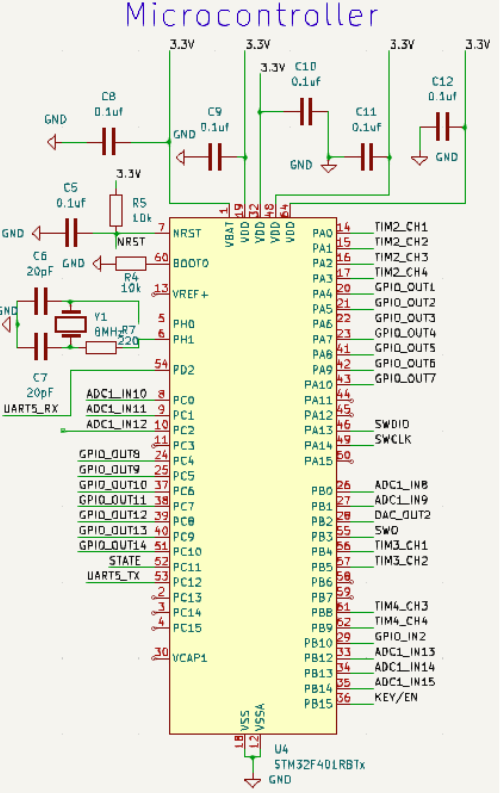 Microcontroller
3.3V
3.3V
3.3V
3.3V
3.3V
C8
0.1uf
GND
C9
0.1uf
GND
C10
0.1uf
GND
C11
0.1uf
C12
0.1uf
GND
3.3V
C5
0.1uf
GND
R5
10k
NRST
GND
R4
10k
C6
20pF
GND
Y1
8MHz
R7
220
C7
20pF
UART5_RX
1 VBAT
19 VDD
32 VDD
48 VDD
64 VDD
7 NRST
60 BOOT0
13 VREF+
5 PH0
6 PH1
54 PD2
ADC1_IN10 8 PC0
ADC1_IN11 9 PC1
ADC1_IN12 10 PC2
11 PC3
GPIO_OUT8 24 PC4
GPIO_OUT9 25 PC5
GPIO_OUT10 37 PC6
GPIO_OUT11 38 PC7
GPIO_OUT12 39 PC8
GPIO_OUT13 40 PC9
GPIO_OUT14 51 PC10
STATE 52 PC11
UART5_TX 53 PC12
2 PC13
3 PC14
4 PC15
30 VCAP1
PA0 14 TIM2_CH1
PA1 15 TIM2_CH2
PA2 16 TIM2_CH3
PA3 17 TIM2_CH4
PA4 20 GPIO_OUT1
PA5 21 GPIO_OUT2
PA6 22 GPIO_OUT3
PA7 23 GPIO_OUT4
PA8 41 GPIO_OUT5
PA9 42 GPIO_OUT6
PA10 43 GPIO_OUT7
PA11 44
PA12 45
PA13 46 SWDIO
PA14 49 SWCLK
PA15 50
PB0 26 ADC1_IN8
PB1 27 ADC1_IN9
PB2 28 DAC_OUT2
PB3 55 SWO
PB4 56 TIM3_CH1
PB5 57 TIM3_CH2
PB6 58
PB7 59
PB8 61 TIM4_CH3
PB9 62 TIM4_CH4
PB10 29 GPIO_IN2
PB12 33 ADC1_IN13
PB13 34 ADC1_IN14
PB14 35 ADC1_IN15
PB15 36 KEY/EN
VSS 18
VSSA 12
U4
STM32F401RBTx
GND